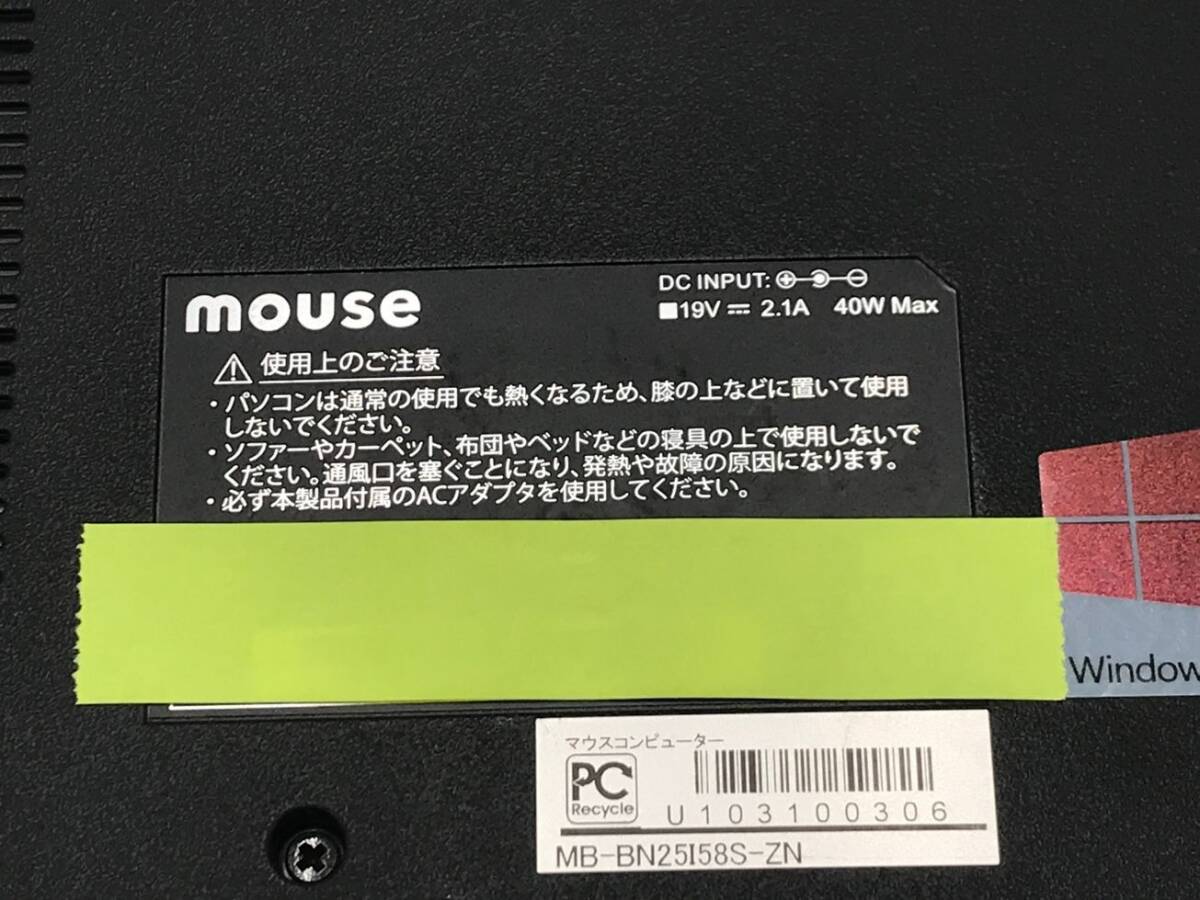 mouse
DC INPUT:
19V 2.1A 40W Max
使用上のご注意
・パソコンは通常の使用でも熱くなるため、膝の上などに置いて使用
しないでください。
・ソファーやカーペット、布団やベッドなどの寝具の上で使用しないで
ください。通風口を塞ぐことになり、発熱や故障の原因になります。
・必ず本製品付属のACアダプタを使用してください。
Window
マウスコンピューター
PC
Recycle
U103100306
MB-BN25I58S-ZN